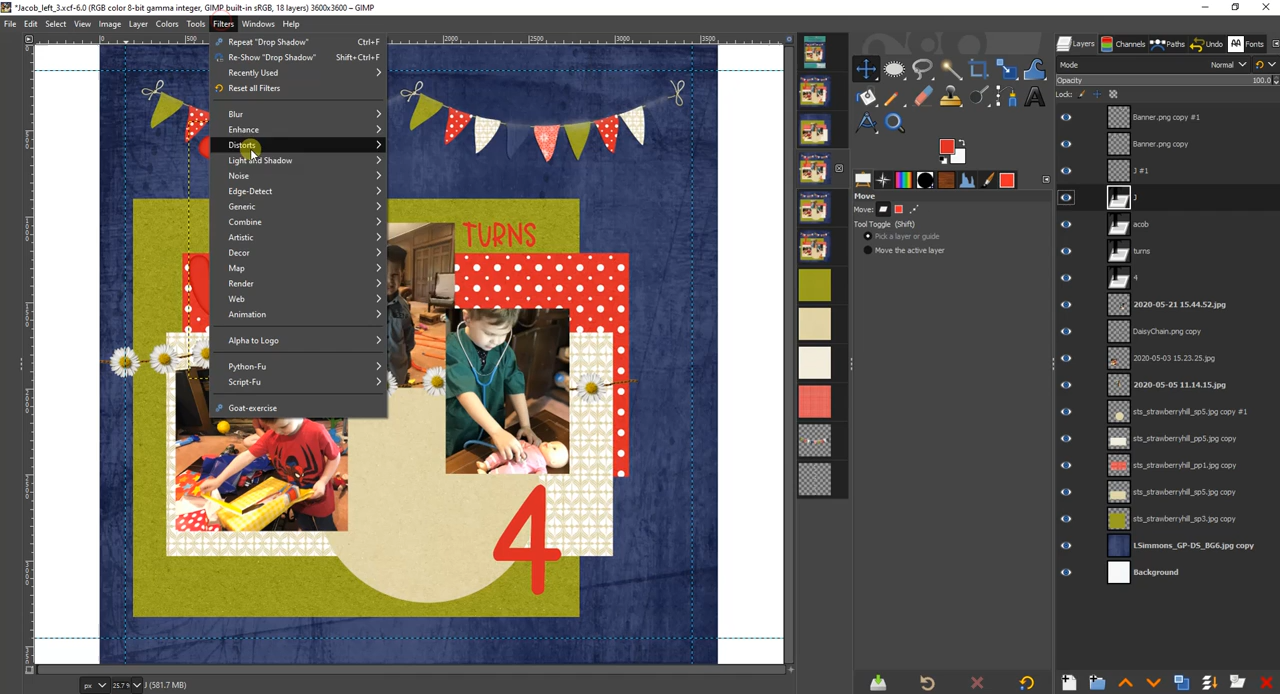 *Jacob_left_3.xcf-6.0 (RGB color 8-bit gamma integer, GIMP built-in sRGB, 18 layers) 3600x3600 – GIMP
File Edit Select View Image Layer Colors Tools Filters Windows Help
Repeat "Drop Shadow" Ctrl+F
Re-Show "Drop Shadow" Shift+Ctrl+F
Recently Used
Reset all Filters
Blur
Enhance
Distorts
Light and Shadow
Noise
Edge-Detect
Generic
Combine
Artistic
Decor
Map
Render
Web
Animation
Alpha to Logo
Python-Fu
Script-Fu
Goat-exercise
TURNS
4
Move
Move:
Tool Toggle (Shift)
Pick a layer or guide
Move the active layer
Layers Channels Paths Undo Fonts
Mode Normal
Opacity 100.0
Lock:
Banner.png copy #1
Banner.png copy
J #1
J
acob
turns
4
2020-05-21 15.44.52.jpg
DaisyChain.png copy
2020-05-03 15.23.25.jpg
2020-05-05 11.14.15.jpg
sts_strawberryhill_sp5.jpg copy #1
sts_strawberryhill_pp5.jpg copy
sts_strawberryhill_pp1.jpg copy
sts_strawberryhill_sp5.jpg copy
sts_strawberryhill_sp3.jpg copy
LSimmons_GP-DS_BG6.jpg copy
Background
px 25.7 J (581.7 MB)